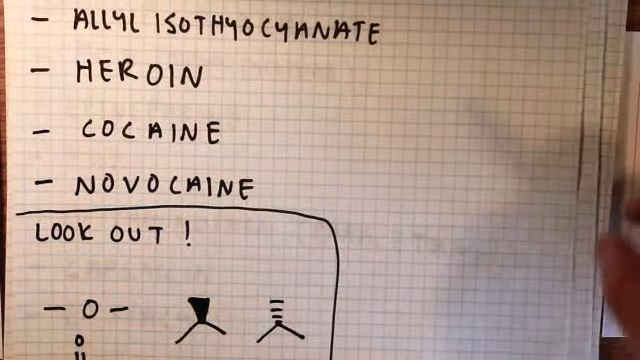 - ALLYL ISOTHYOCYANATE
- HEROIN
- COCAINE
- NOVOCAINE
LOOK OUT !
- O -
O